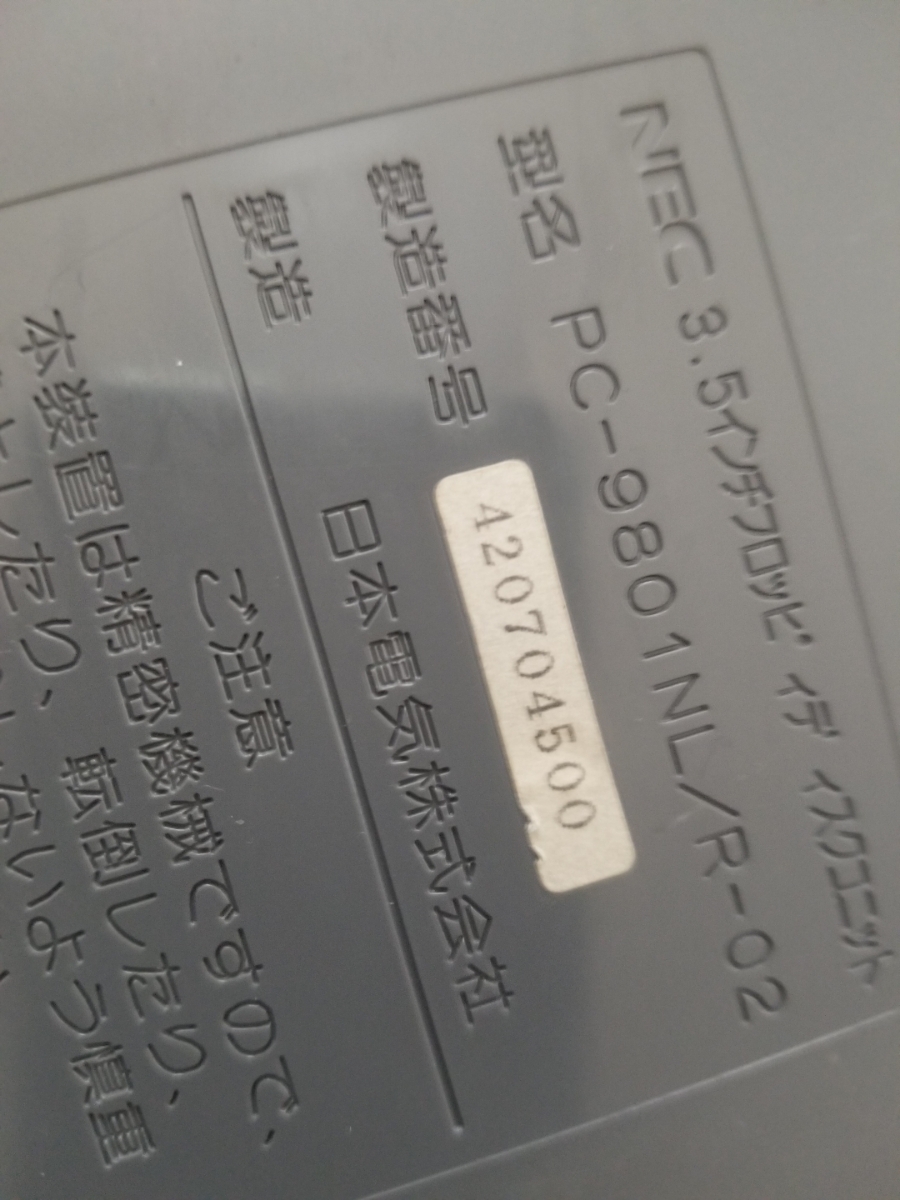 NEC 3.5インチフロッピィディスクユニット
型名 PC-9801NL/R-02
製造番号 420704500
製造 日本電気株式会社
ご注意
本装置は精密機械ですので、
転倒したり、
ないよう慎重